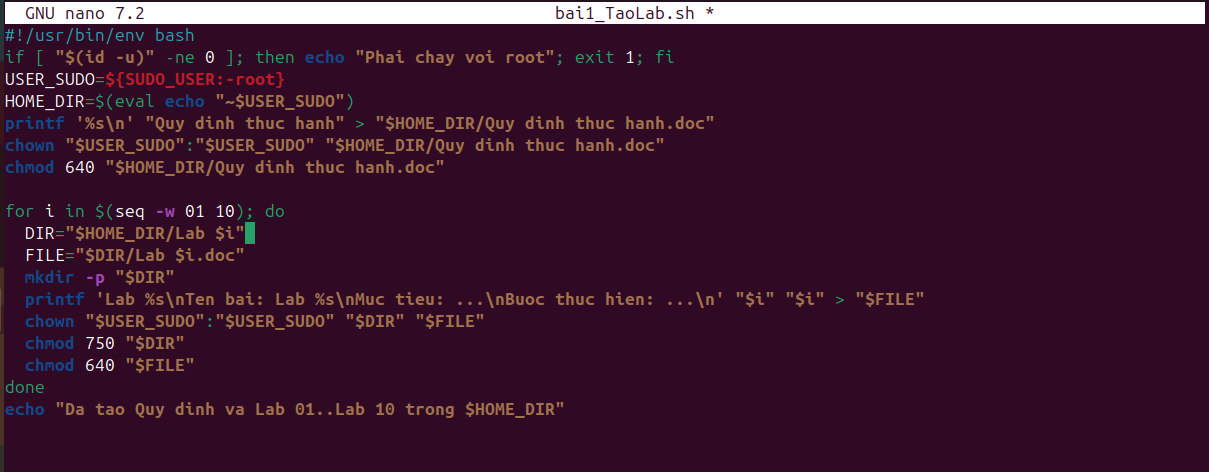 GNU nano 7.2 bai1_TaoLab.sh *
#!/usr/bin/env bash
if [ "$(id -u)" -ne 0 ]; then echo "Phai chay voi root"; exit 1; fi
USER_SUDO=${SUDO_USER:-root}
HOME_DIR=$(eval echo "~$USER_SUDO")
printf '%s\n' "Quy dinh thuc hanh" > "$HOME_DIR/Quy dinh thuc hanh.doc"
chown "$USER_SUDO":"$USER_SUDO" "$HOME_DIR/Quy dinh thuc hanh.doc"
chmod 640 "$HOME_DIR/Quy dinh thuc hanh.doc"
for i in $(seq -w 01 10); do
  DIR="$HOME_DIR/Lab $i"
  FILE="$DIR/Lab $i.doc"
  mkdir -p "$DIR"
  printf 'Lab %s\nTen bai: Lab %s\nMuc tieu: ...\nBuoc thuc hien: ...\n' "$i" "$i" > "$FILE"
  chown "$USER_SUDO":"$USER_SUDO" "$DIR" "$FILE"
  chmod 750 "$DIR"
  chmod 640 "$FILE"
done
echo "Da tao Quy dinh va Lab 01..Lab 10 trong $HOME_DIR"